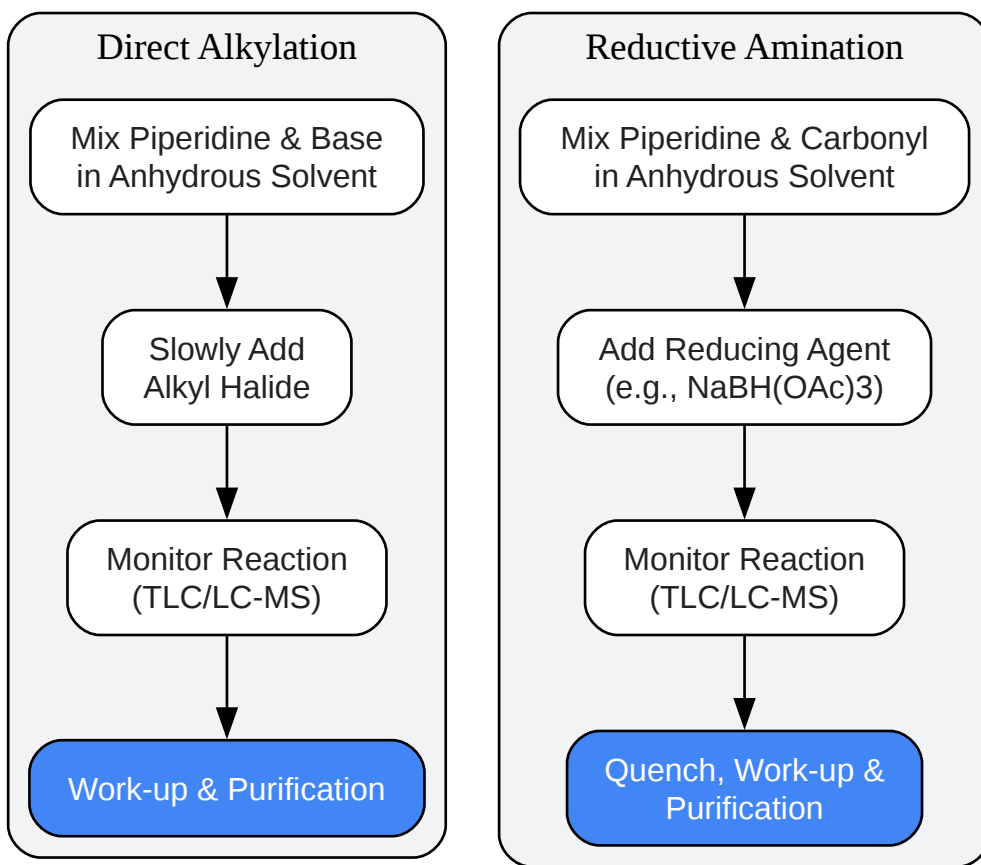 Direct Alkylation
Mix Piperidine & Base
in Anhydrous Solvent
Slowly Add
Alkyl Halide
Monitor Reaction
(TLC/LC-MS)
Work-up & Purification
Reductive Amination
Mix Piperidine & Carbonyl
in Anhydrous Solvent
Add Reducing Agent
(e.g., NaBH(OAc)3)
Monitor Reaction
(TLC/LC-MS)
Quench, Work-up &
Purification